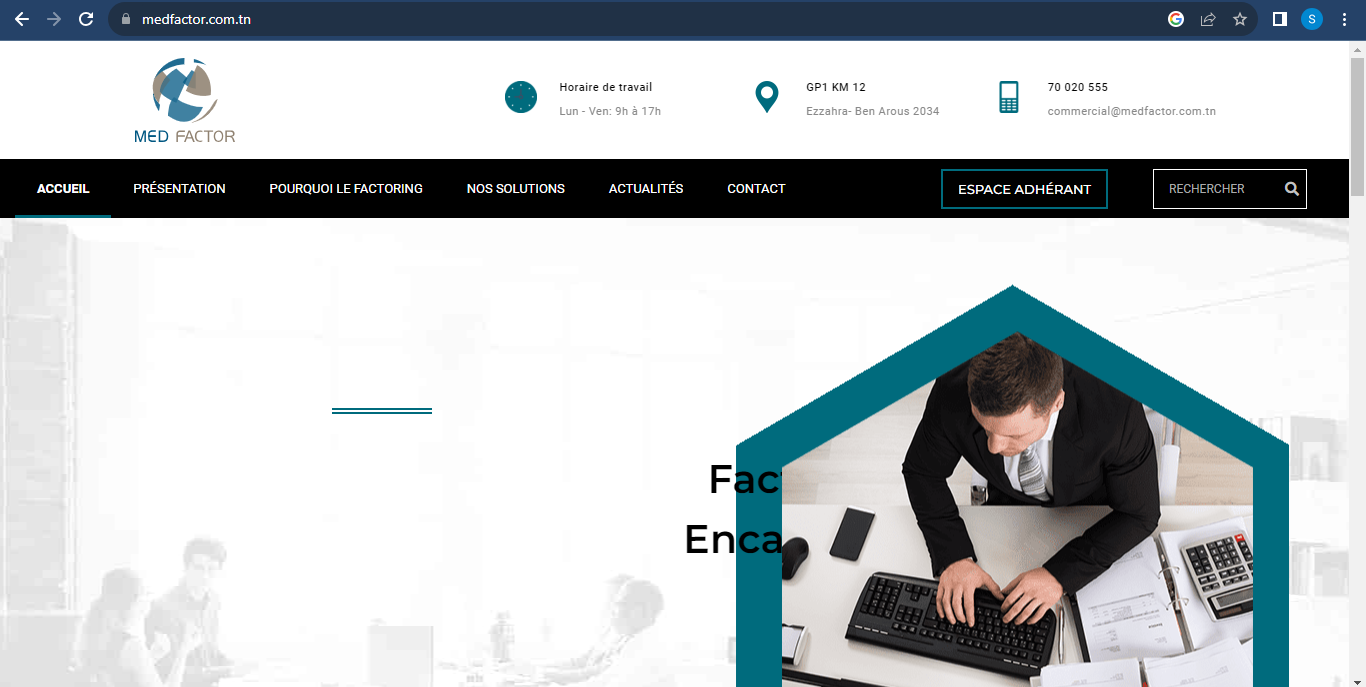 medfactor.com.tn
S
MED FACTOR
Horaire de travail
Lun - Ven: 9h à 17h
GP1 KM 12
Ezzahra- Ben Arous 2034
70 020 555
commercial@medfactor.com.tn
ACCUEIL
PRÉSENTATION
POURQUOI LE FACTORING
NOS SOLUTIONS
ACTUALITÉS
CONTACT
ESPACE ADHÉRANT
RECHERCHER
Fac
Enca